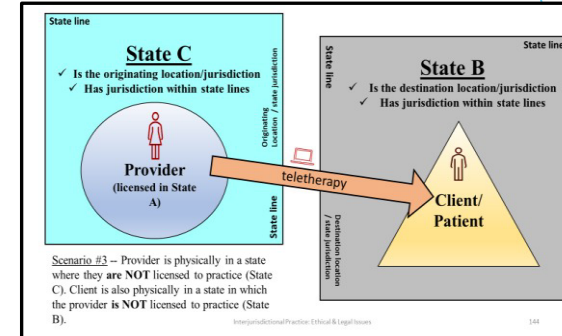 State line
State C
✓ Is the originating location/jurisdiction
✓ Has jurisdiction within state lines
Originating
Location / state jurisdiction
State line
Provider
(licensed in State
A)
teletherapy
State line
State line
State B
✓ Is the destination location/jurisdiction
✓ Has jurisdiction within state lines
Client/
Patient
Destination location
/ state jurisdiction
Scenario #3 – Provider is physically in a state
where they are NOT licensed to practice (State
C). Client is also physically in a state in which
the provider is NOT licensed to practice (State
B).
Interjurisdictional Practice: Ethical & Legal Issues
144